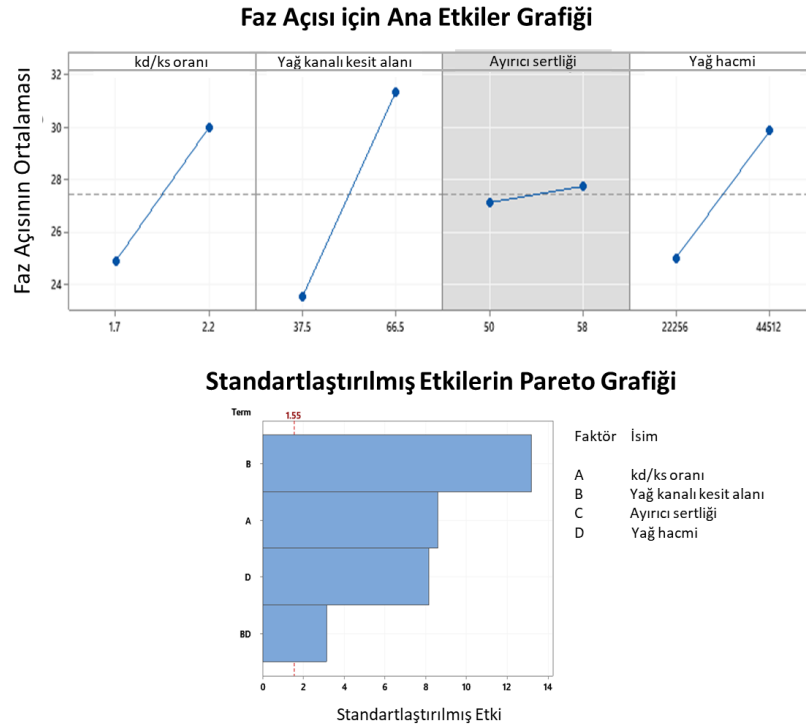 Faz Açısı için Ana Etkiler Grafiği
kd/ks oranı Yağ kanalı kesit alanı Ayırıcı sertliği Yağ hacmi
Faz Açısının Ortalaması
32
30
28
26
24
1.7 2.2 37.5 66.5 50 58 22256 44512
Standartlaştırılmış Etkilerin Pareto Grafiği
Term
1.55
B
A
D
BD
0 2 4 6 8 10 12 14
Standartlaştırılmış Etki
Faktör İsim
A kd/ks oranı
B Yağ kanalı kesit alanı
C Ayırıcı sertliği
D Yağ hacmi